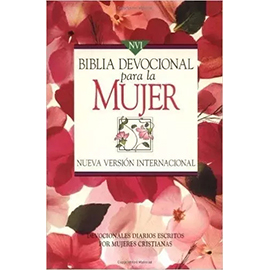 NVI
BIBLIA DEVOCIONAL
para la
MUJER
NUEVA VERSIÓN INTERNACIONAL
DEVOCIONALES DIARIOS ESCRITOS
POR MUJERES CRISTIANAS